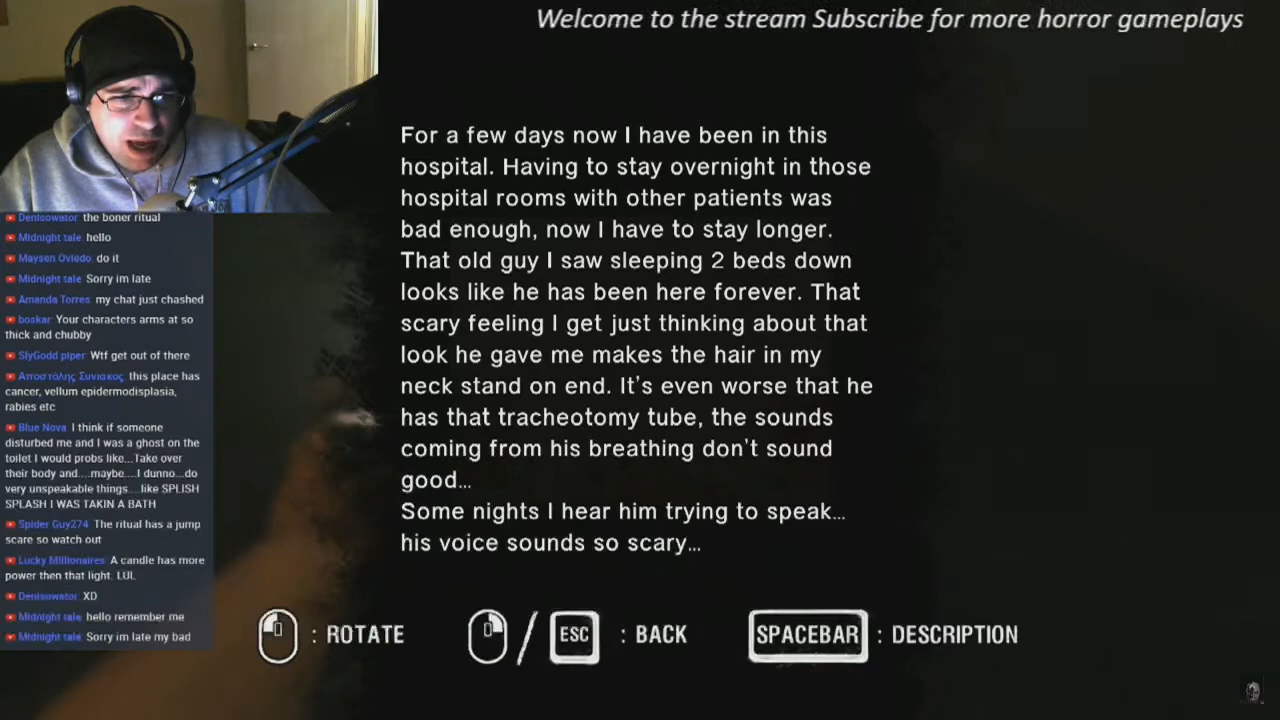 Welcome to the stream Subscribe for more horror gameplays
For a few days now I have been in this
hospital. Having to stay overnight in those
hospital rooms with other patients was
bad enough, now I have to stay longer.
That old guy I saw sleeping 2 beds down
looks like he has been here forever. That
scary feeling I get just thinking about that
look he gave me makes the hair in my
neck stand on end. It's even worse that he
has that tracheotomy tube, the sounds
coming from his breathing don't sound
good...
Some nights I hear him trying to speak...
his voice sounds so scary...
Denisowator the boner ritual
Midnight tale hello
Maysen Oviedo do it
Midnight tale Sorry im late
Amanda Torres my chat just chashed
boskar Your characters arms at so
thick and chubby
SlyGodd piper Wtf get out of there
Αποστόλης Συνιακος this place has
cancer, vellum epidermodisplasia,
rabies etc
Blue Nova I think if someone
disturbed me and I was a ghost on the
toilet I would probs like...Take over
their body and....maybe....I dunno...do
very unspeakable things....like SPLISH
SPLASH I WAS TAKIN A BATH
Spider Guy274 The ritual has a jump
scare so watch out
Lucky Millionaires A candle has more
power then that light. LUL
Denisowator XD
Midnight tale hello remember me
Midnight tale Sorry im late my bad
: ROTATE
/ ESC : BACK
SPACEBAR : DESCRIPTION